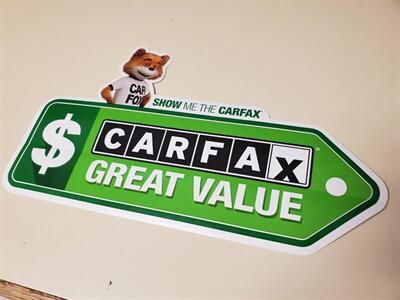 CAR
FOX
SHOW ME THE CARFAX
$ CARFAX
GREAT VALUE